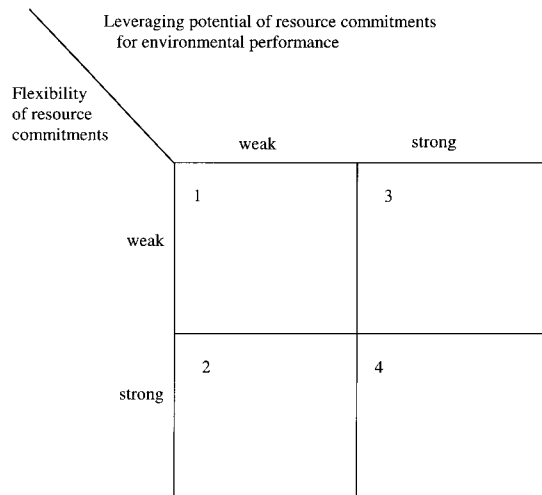 Leveraging potential of resource commitments
for environmental performance
Flexibility
of resource
commitments
weak
strong
1
3
weak
2
4
strong